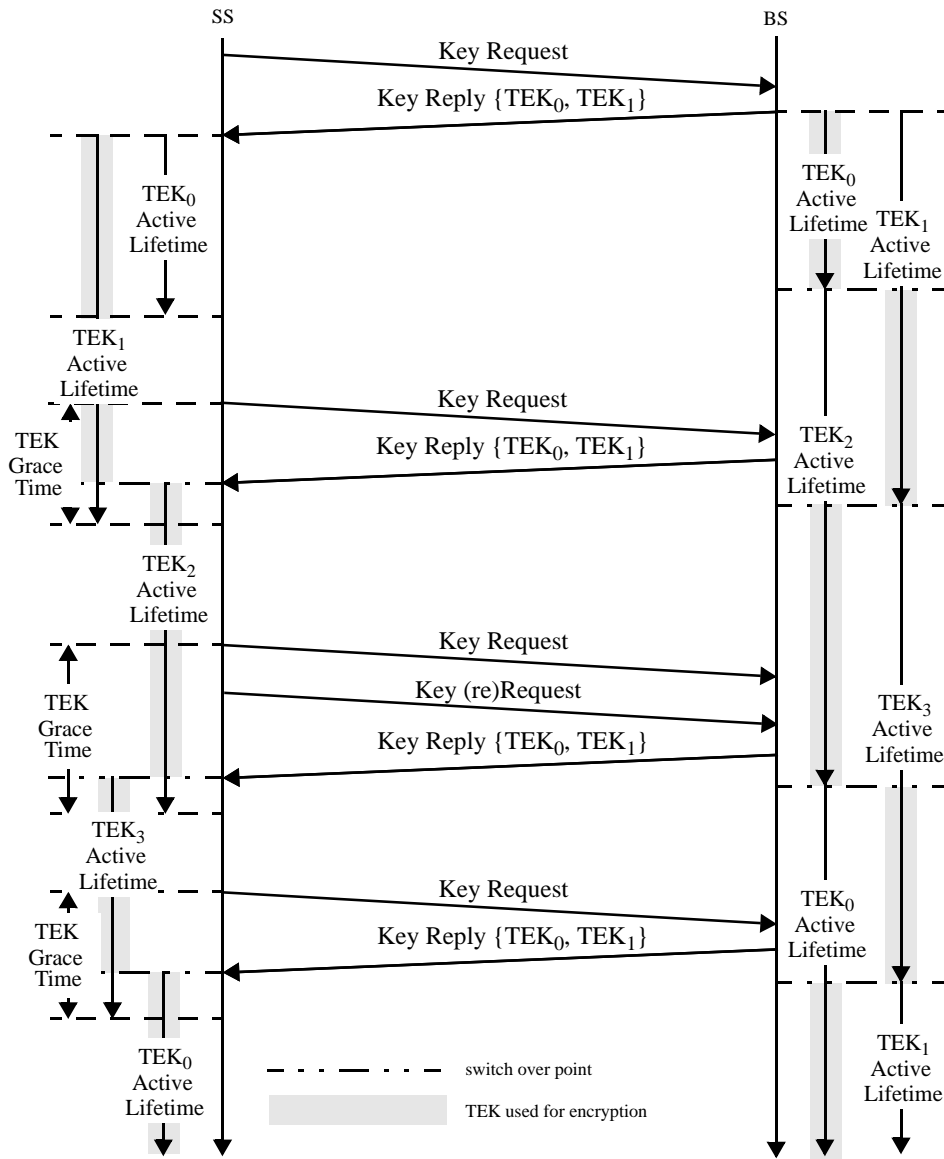 SS
BS
Key Request
Key Reply {TEK0, TEK1}
TEK0
Active
Lifetime
TEK0
Active
Lifetime
TEK1
Active
Lifetime
TEK1
Active
Lifetime
Key Request
TEK
Grace
Time
Key Reply {TEK0, TEK1}
TEK2
Active
Lifetime
TEK2
Active
Lifetime
Key Request
Key (re)Request
TEK
Grace
Time
Key Reply {TEK0, TEK1}
TEK3
Active
Lifetime
TEK3
Active
Lifetime
Key Request
TEK
Grace
Time
Key Reply {TEK0, TEK1}
TEK0
Active
Lifetime
TEK0
Active
Lifetime
TEK1
Active
Lifetime
switch over point
TEK used for encryption